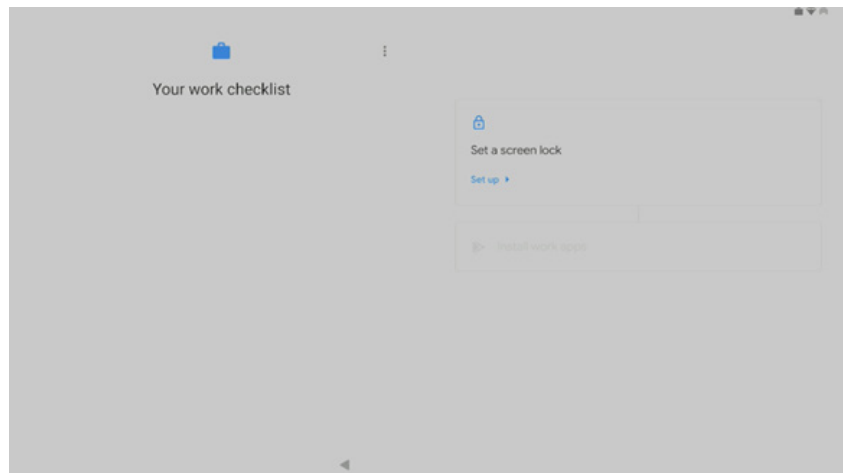 Your work checklist
Set a screen lock
Set up
Install work apps